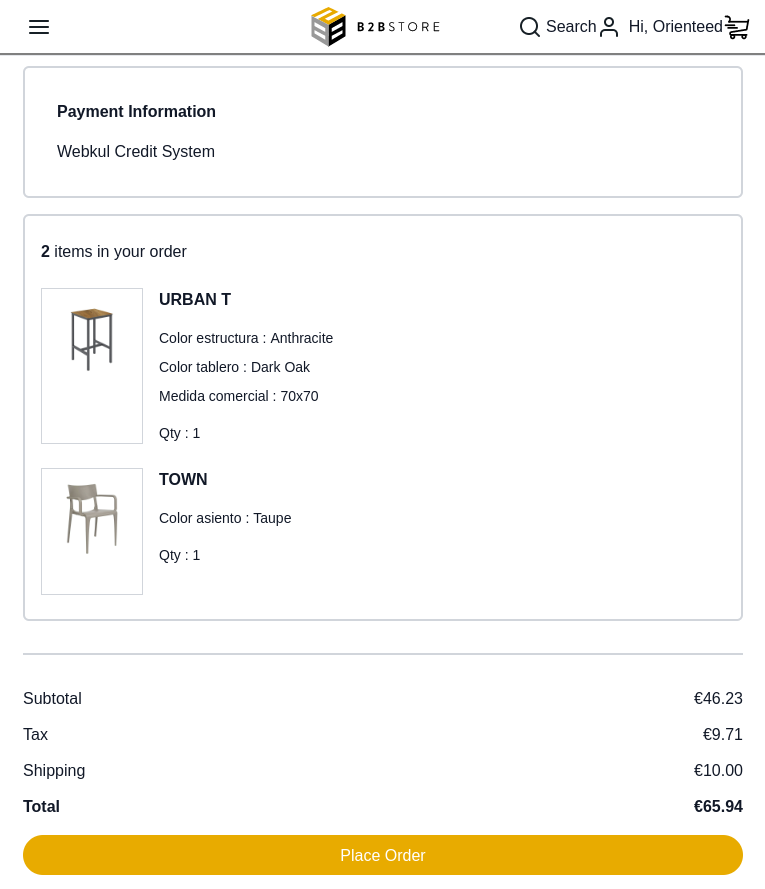 B2BSTORE
Search
Hi, Orienteed
Payment Information
Webkul Credit System
2 items in your order
URBAN T
Color estructura : Anthracite
Color tablero : Dark Oak
Medida comercial : 70x70
Qty : 1
TOWN
Color asiento : Taupe
Qty : 1
Subtotal €46.23
Tax €9.71
Shipping €10.00
Total €65.94
Place Order